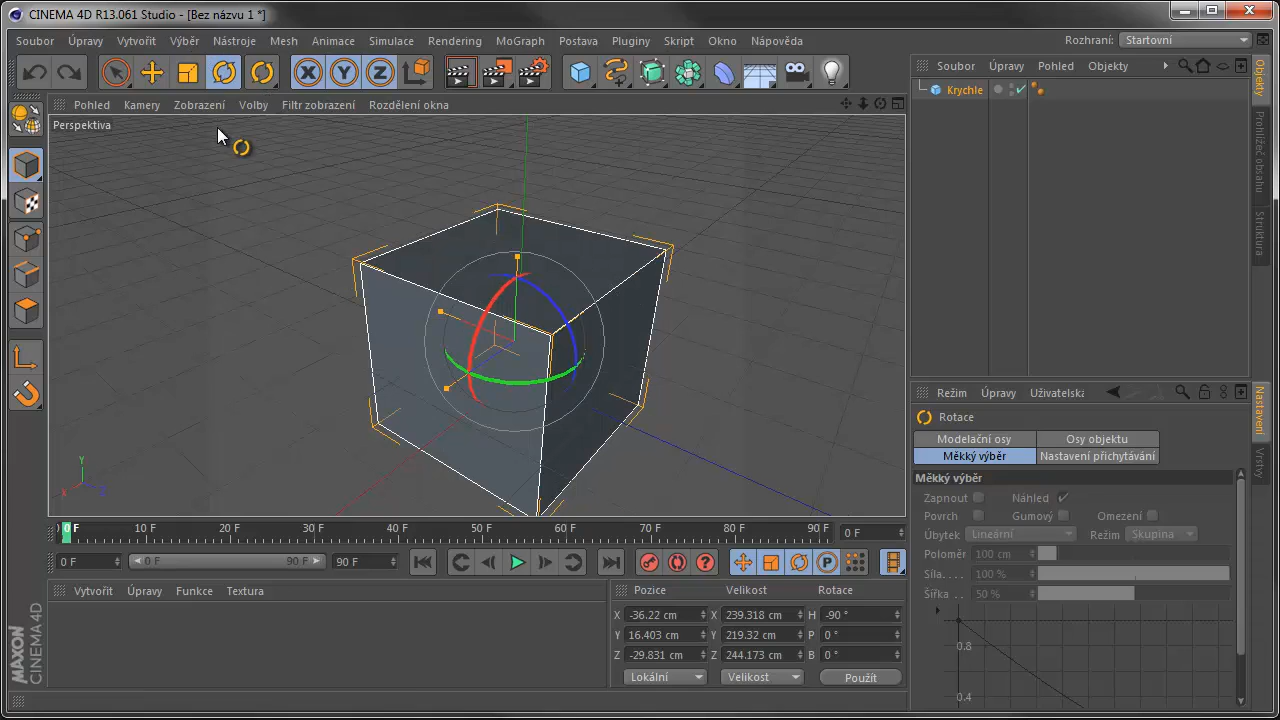 CINEMA 4D R13.061 Studio - [Bez názvu 1 *]
Soubor Úpravy Vytvořit Výběr Nástroje Mesh Animace Simulace Rendering MoGraph Postava Pluginy Skript Okno Nápověda Rozhraní: Startovní
X Y Z
Soubor Úpravy Pohled Objekty
Krychle
Pohled Kamery Zobrazení Volby Filtr zobrazení Rozdělení okna
Perspektiva
Objekty
Prohlížeč obsahu
Struktura
Y
X
Z
Režim Úpravy Uživatelská
Rotace
Modelační osy Osy objektu
Měkký výběr Nastavení přichytávání
Měkký výběr
Zapnout Náhled
Povrch Gumový Omezení
Úbytek Lineární Režim Skupina
Poloměr 100 cm
Síla. . . . 100 %
Šířka . . 50 %
0.8
0.4
Nastavení
Vrstvy
0 F 10 F 20 F 30 F 40 F 50 F 60 F 70 F 80 F 90 F 0 F
0 F 0 F 90 F 90 F P
Vytvořit Úpravy Funkce Textura
Pozice Velikost Rotace
X -36.22 cm X 239.318 cm H -90 °
Y 16.403 cm Y 219.32 cm P 0 °
Z -29.831 cm Z 244.173 cm B 0 °
Lokální Velikost Použít
MAXON
CINEMA 4D